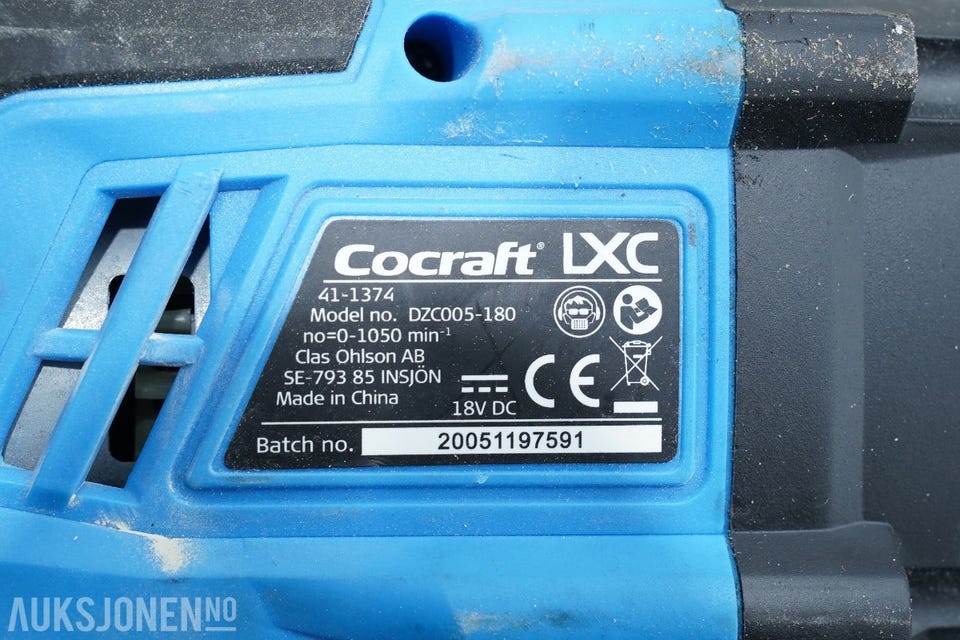 Cocraft® LXC
41-1374
Model no. DZC005-180
no=0-1050 min⁻¹
Clas Ohlson AB
SE-793 85 INSJÖN
Made in China
18V DC
CE
Batch no. 20051197591
AUKSJONEN.NO